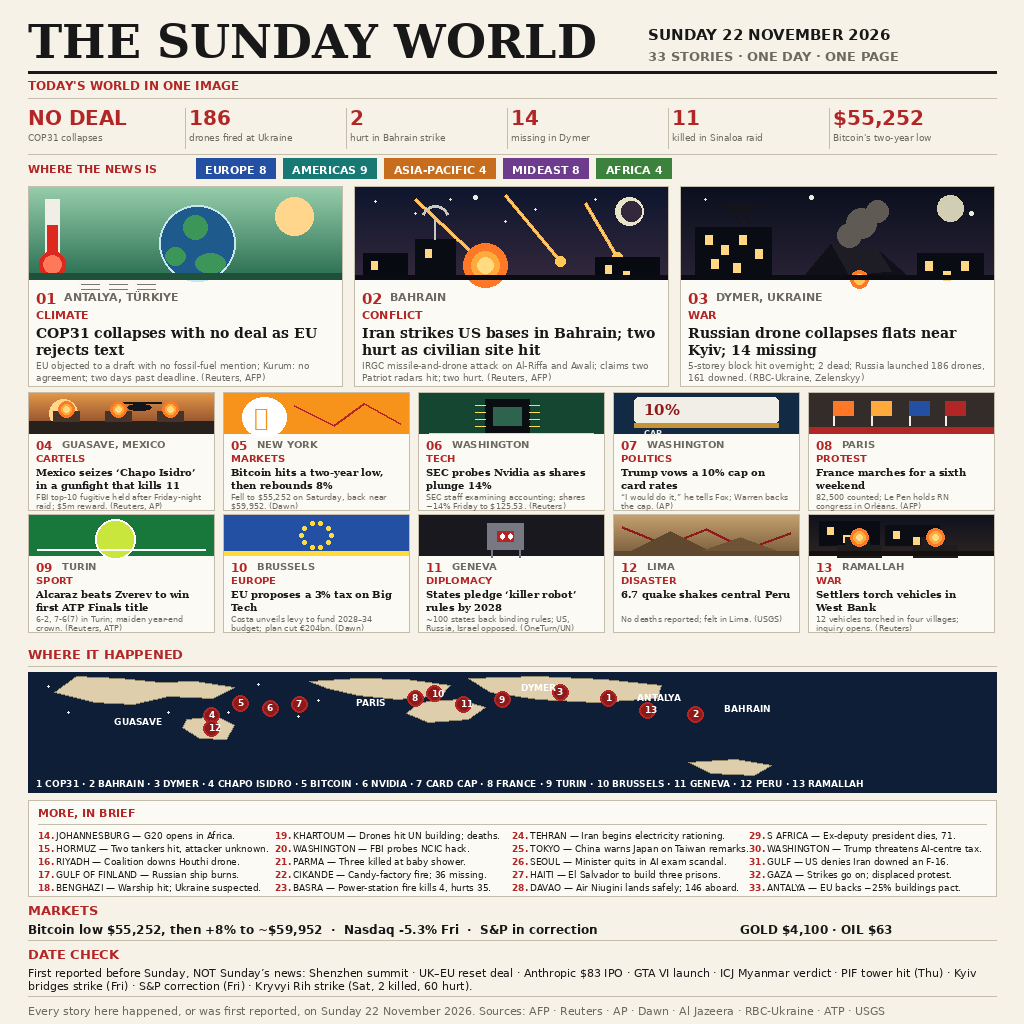 THE SUNDAY WORLD
SUNDAY 22 NOVEMBER 2026
33 STORIES · ONE DAY · ONE PAGE
TODAY'S WORLD IN ONE IMAGE
NO DEAL
COP31 collapses
186
drones fired at Ukraine
2
hurt in Bahrain strike
14
missing in Dymer
11
killed in Sinaloa raid
$55,252
Bitcoin's two-year low
WHERE THE NEWS IS
EUROPE 8
AMERICAS 9
ASIA-PACIFIC 4
MIDEAST 8
AFRICA 4
01 ANTALYA, TÜRKIYE
CLIMATE
COP31 collapses with no deal as EU
rejects text
EU objected to a draft with no fossil-fuel mention; Kurum: no
agreement; two days past deadline. (Reuters, AFP)
02 BAHRAIN
CONFLICT
Iran strikes US bases in Bahrain; two
hurt as civilian site hit
IRGC missile-and-drone attack on Al-Riffa and Awali; claims two
Patriot radars hit; two hurt. (Reuters, AFP)
03 DYMER, UKRAINE
WAR
Russian drone collapses flats near
Kyiv; 14 missing
5-storey block hit overnight; 2 dead; Russia launched 186 drones,
161 downed. (RBC-Ukraine, Zelenskyy)
04 GUASAVE, MEXICO
CARTELS
Mexico seizes ‘Chapo Isidro’
in a gunfight that kills 11
FBI top-10 fugitive held after Friday-night
raid; $5m reward. (Reuters, AP)
05 NEW YORK
MARKETS
Bitcoin hits a two-year low,
then rebounds 8%
Fell to $55,252 on Saturday, back near
$59,952. (Dawn)
06 WASHINGTON
TECH
SEC probes Nvidia as shares
plunge 14%
SEC staff examining accounting; shares
−14% Friday to $125.53. (Reuters)
10%
CAP
07 WASHINGTON
POLITICS
Trump vows a 10% cap on
card rates
“I would do it,” he tells Fox; Warren backs
the cap. (AP)
08 PARIS
PROTEST
France marches for a sixth
weekend
82,500 counted; Le Pen holds RN
congress in Orléans. (AFP)
09 TURIN
SPORT
Alcaraz beats Zverev to win
first ATP Finals title
6-2, 7-6(7) in Turin; maiden year-end
crown. (Reuters, ATP)
10 BRUSSELS
EUROPE
EU proposes a 3% tax on Big
Tech
Costa unveils levy to fund 2028–34
budget; plan cut €204bn. (Dawn)
11 GENEVA
DIPLOMACY
States pledge ‘killer robot’
rules by 2028
~100 states back binding rules; US,
Russia, Israel opposed. (OneTurn/UN)
12 LIMA
DISASTER
6.7 quake shakes central Peru
No deaths reported; felt in Lima. (USGS)
13 RAMALLAH
WAR
Settlers torch vehicles in
West Bank
12 vehicles torched in four villages;
inquiry opens. (Reuters)
WHERE IT HAPPENED
GUASAVE
4
12
5
6
7
PARIS
8
10
11
9
DYMER
3
1
ANTALYA
13
2
BAHRAIN
1 COP31 · 2 BAHRAIN · 3 DYMER · 4 CHAPO ISIDRO · 5 BITCOIN · 6 NVIDIA · 7 CARD CAP · 8 FRANCE · 9 TURIN · 10 BRUSSELS · 11 GENEVA · 12 PERU · 13 RAMALLAH
MORE, IN BRIEF
14. JOHANNESBURG — G20 opens in Africa.
15. HORMUZ — Two tankers hit, attacker unknown.
16. RIYADH — Coalition downs Houthi drone.
17. GULF OF FINLAND — Russian ship burns.
18. BENGHAZI — Warship hit; Ukraine suspected.
19. KHARTOUM — Drones hit UN building; deaths.
20. WASHINGTON — FBI probes NCIC hack.
21. PARMA — Three killed at baby shower.
22. CIKANDE — Candy-factory fire; 36 missing.
23. BASRA — Power-station fire kills 4, hurts 35.
24. TEHRAN — Iran begins electricity rationing.
25. TOKYO — China warns Japan on Taiwan remarks.
26. SEOUL — Minister quits in AI exam scandal.
27. HAITI — El Salvador to build three prisons.
28. DAVAO — Air Niugini lands safely; 146 aboard.
29. S AFRICA — Ex-deputy president dies, 71.
30. WASHINGTON — Trump threatens AI-centre tax.
31. GULF — US denies Iran downed an F-16.
32. GAZA — Strikes go on; displaced protest.
33. ANTALYA — EU backs −25% buildings pact.
MARKETS
Bitcoin low $55,252, then +8% to ~$59,952 · Nasdaq -5.3% Fri · S&P in correction
GOLD $4,100 · OIL $63
DATE CHECK
First reported before Sunday, NOT Sunday’s news: Shenzhen summit · UK–EU reset deal · Anthropic $83 IPO · GTA VI launch · ICJ Myanmar verdict · PIF tower hit (Thu) · Kyiv
bridges strike (Fri) · S&P correction (Fri) · Kryvyi Rih strike (Sat, 2 killed, 60 hurt).
Every story here happened, or was first reported, on Sunday 22 November 2026. Sources: AFP · Reuters · AP · Dawn · Al Jazeera · RBC-Ukraine · ATP · USGS